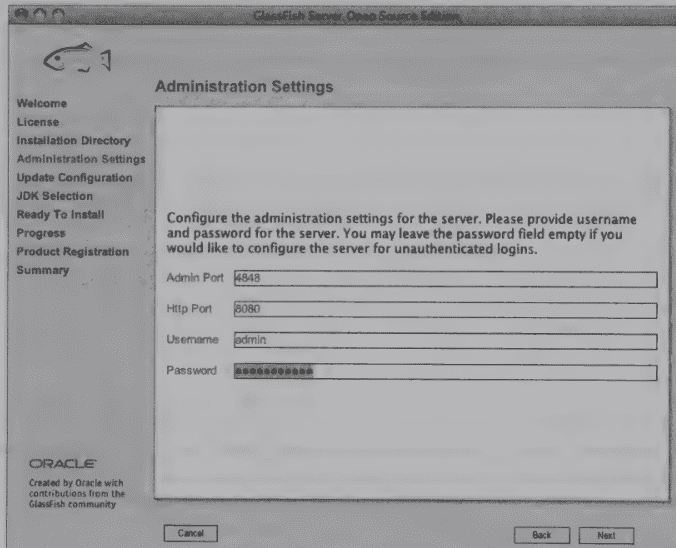 GlassFish Server Open Source Edition
Administration Settings
Welcome
License
Installation Directory
Administration Settings
Update Configuration
JDK Selection
Ready To Install
Progress
Product Registration
Summary
Configure the administration settings for the server. Please provide username
and password for the server. You may leave the password field empty if you
would like to configure the server for unauthenticated logins.
Admin Port 4848
Http Port 8080
Username admin
Password ●●●●●●●●●●●
ORACLE
Created by Oracle with
contributions from the
GlassFish community
Cancel
Back
Next